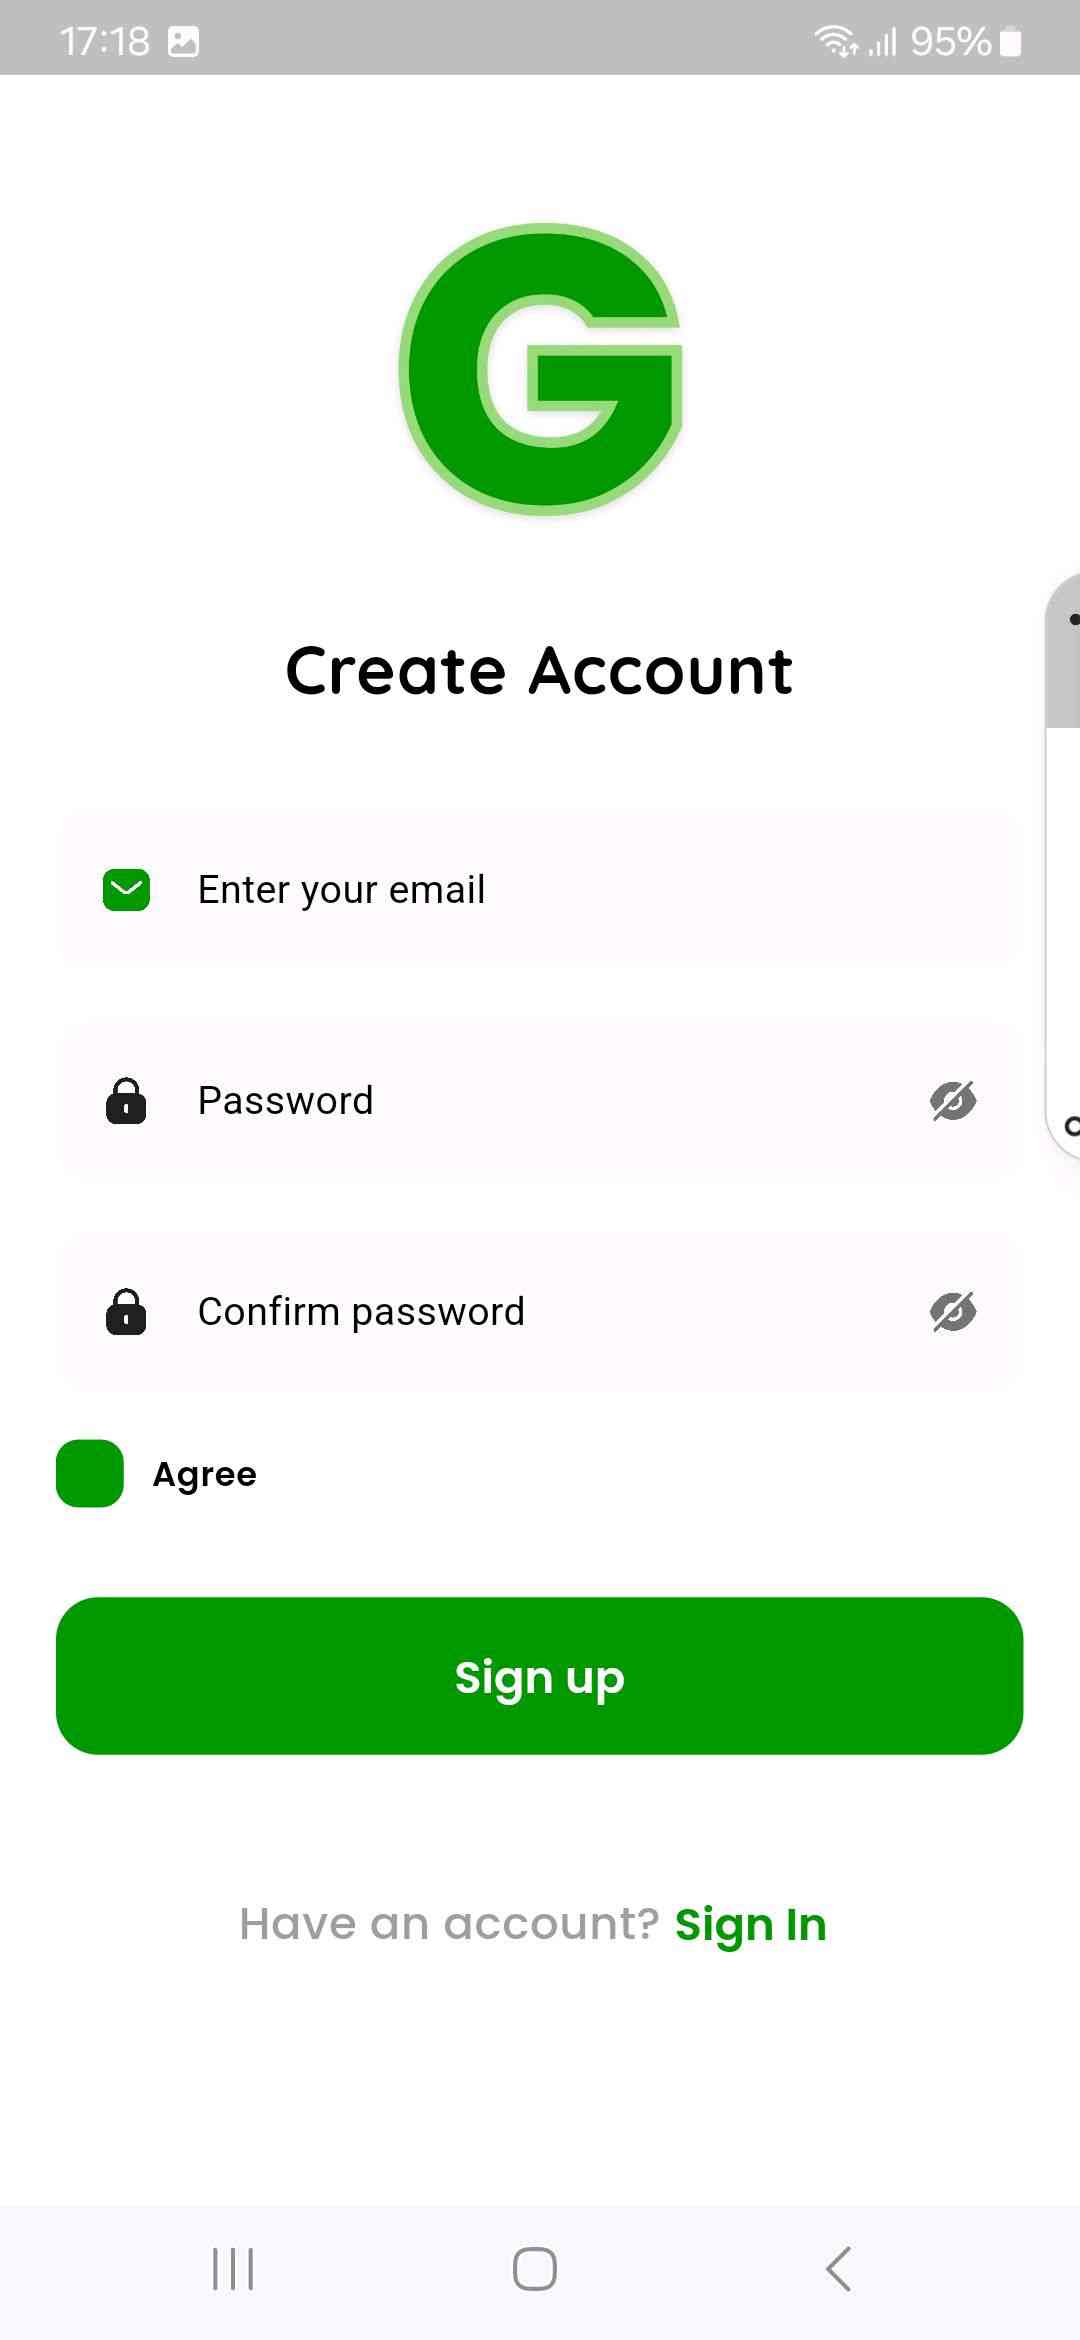 17:18 95%
G
Create Account
Enter your email
Password
Confirm password
Agree
Sign up
Have an account? Sign In